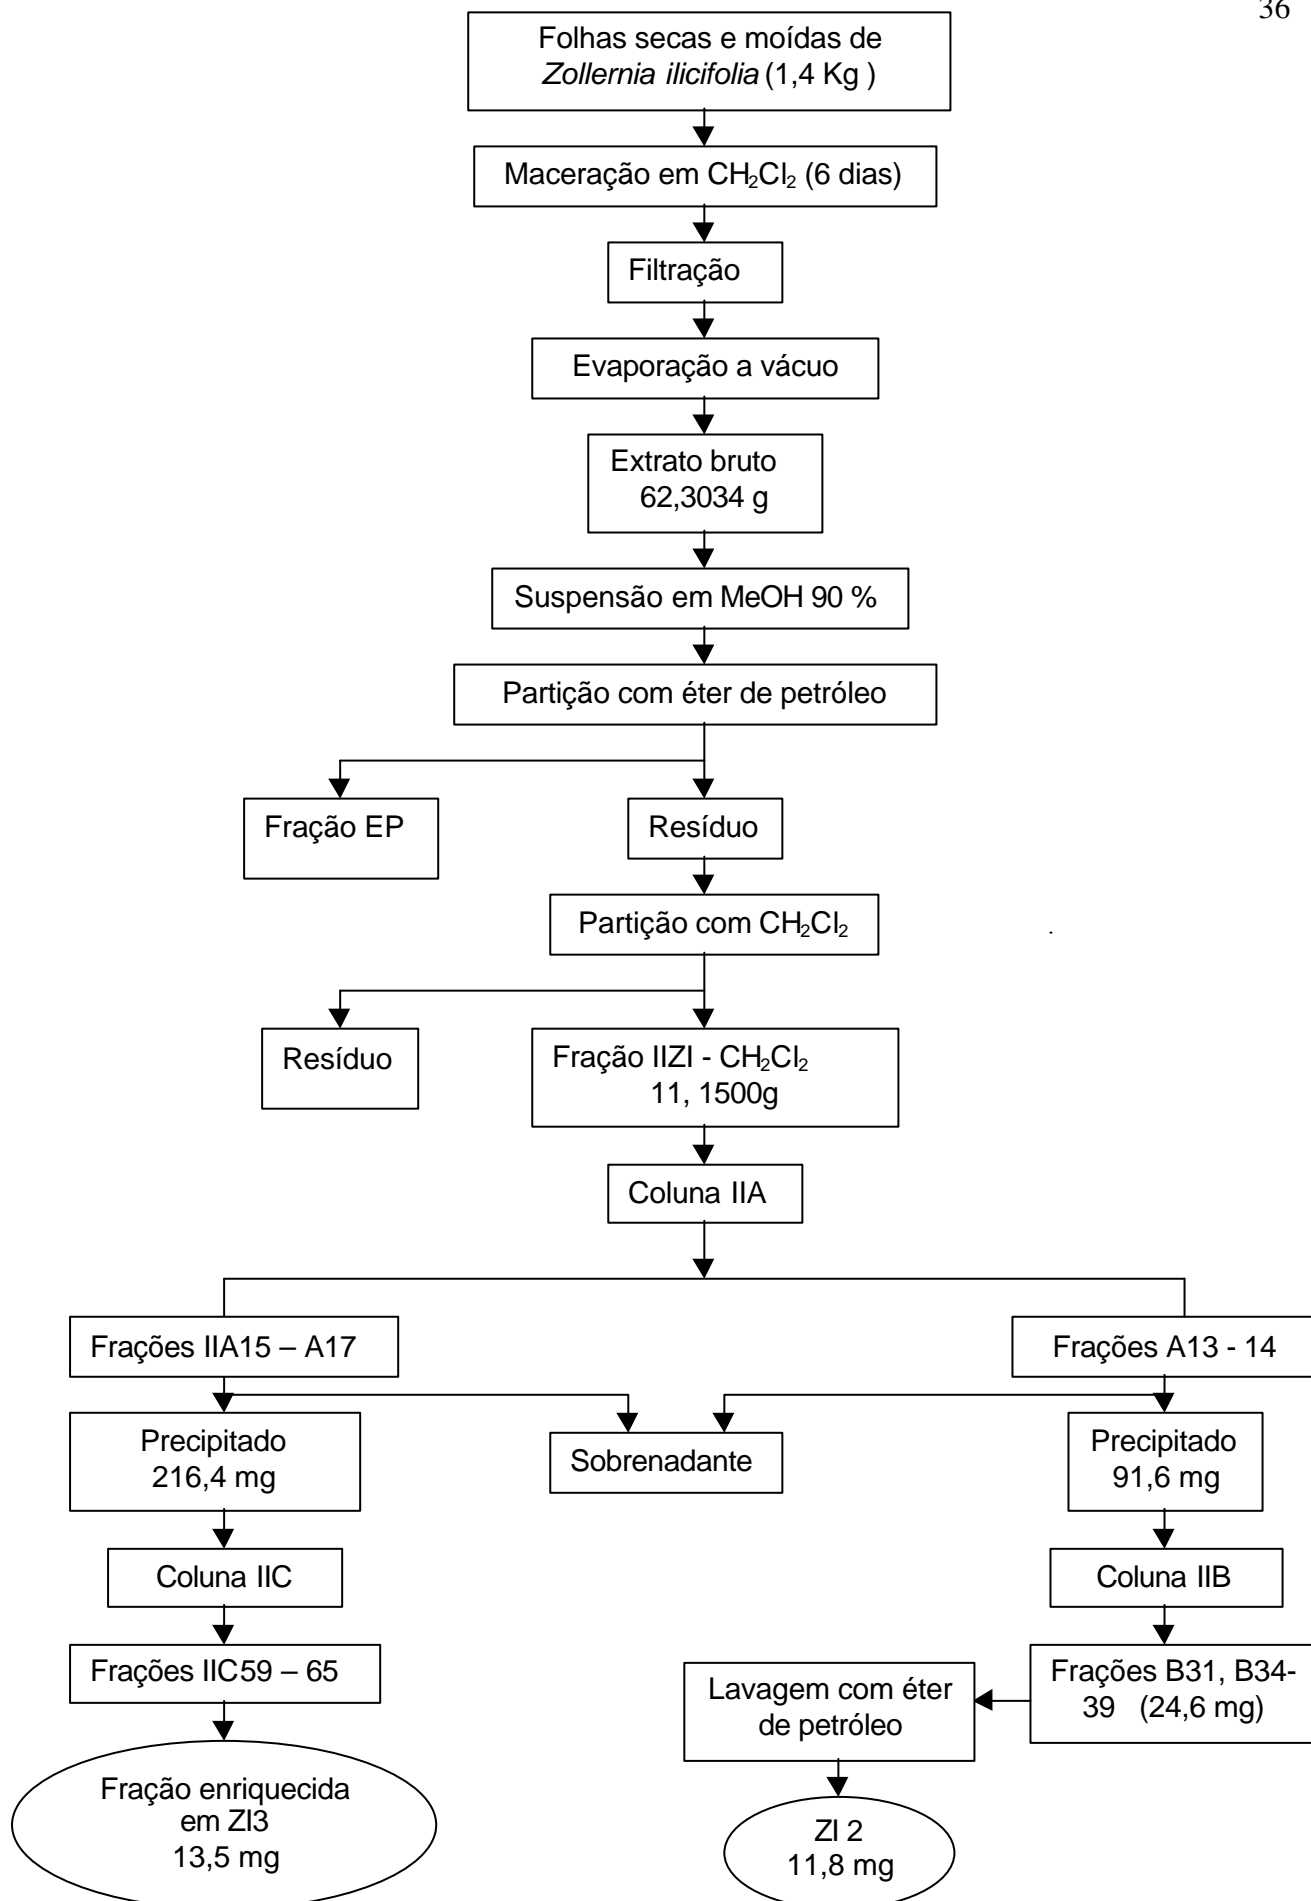 36
Folhas secas e moídas de
Zollernia ilicifolia (1,4 Kg )
Maceração em CH₂Cl₂ (6 dias)
Filtração
Evaporação a vácuo
Extrato bruto
62,3034 g
Suspensão em MeOH 90 %
Partição com éter de petróleo
Fração EP
Resíduo
Partição com CH₂Cl₂
Resíduo
Fração IIZI - CH₂Cl₂
11, 1500g
Coluna IIA
Frações IIA15 – A17
Frações A13 - 14
Precipitado
216,4 mg
Sobrenadante
Precipitado
91,6 mg
Coluna IIC
Coluna IIB
Frações IIC59 – 65
Lavagem com éter
de petróleo
Frações B31, B34-
39 (24,6 mg)
Fração enriquecida
em ZI3
13,5 mg
ZI 2
11,8 mg